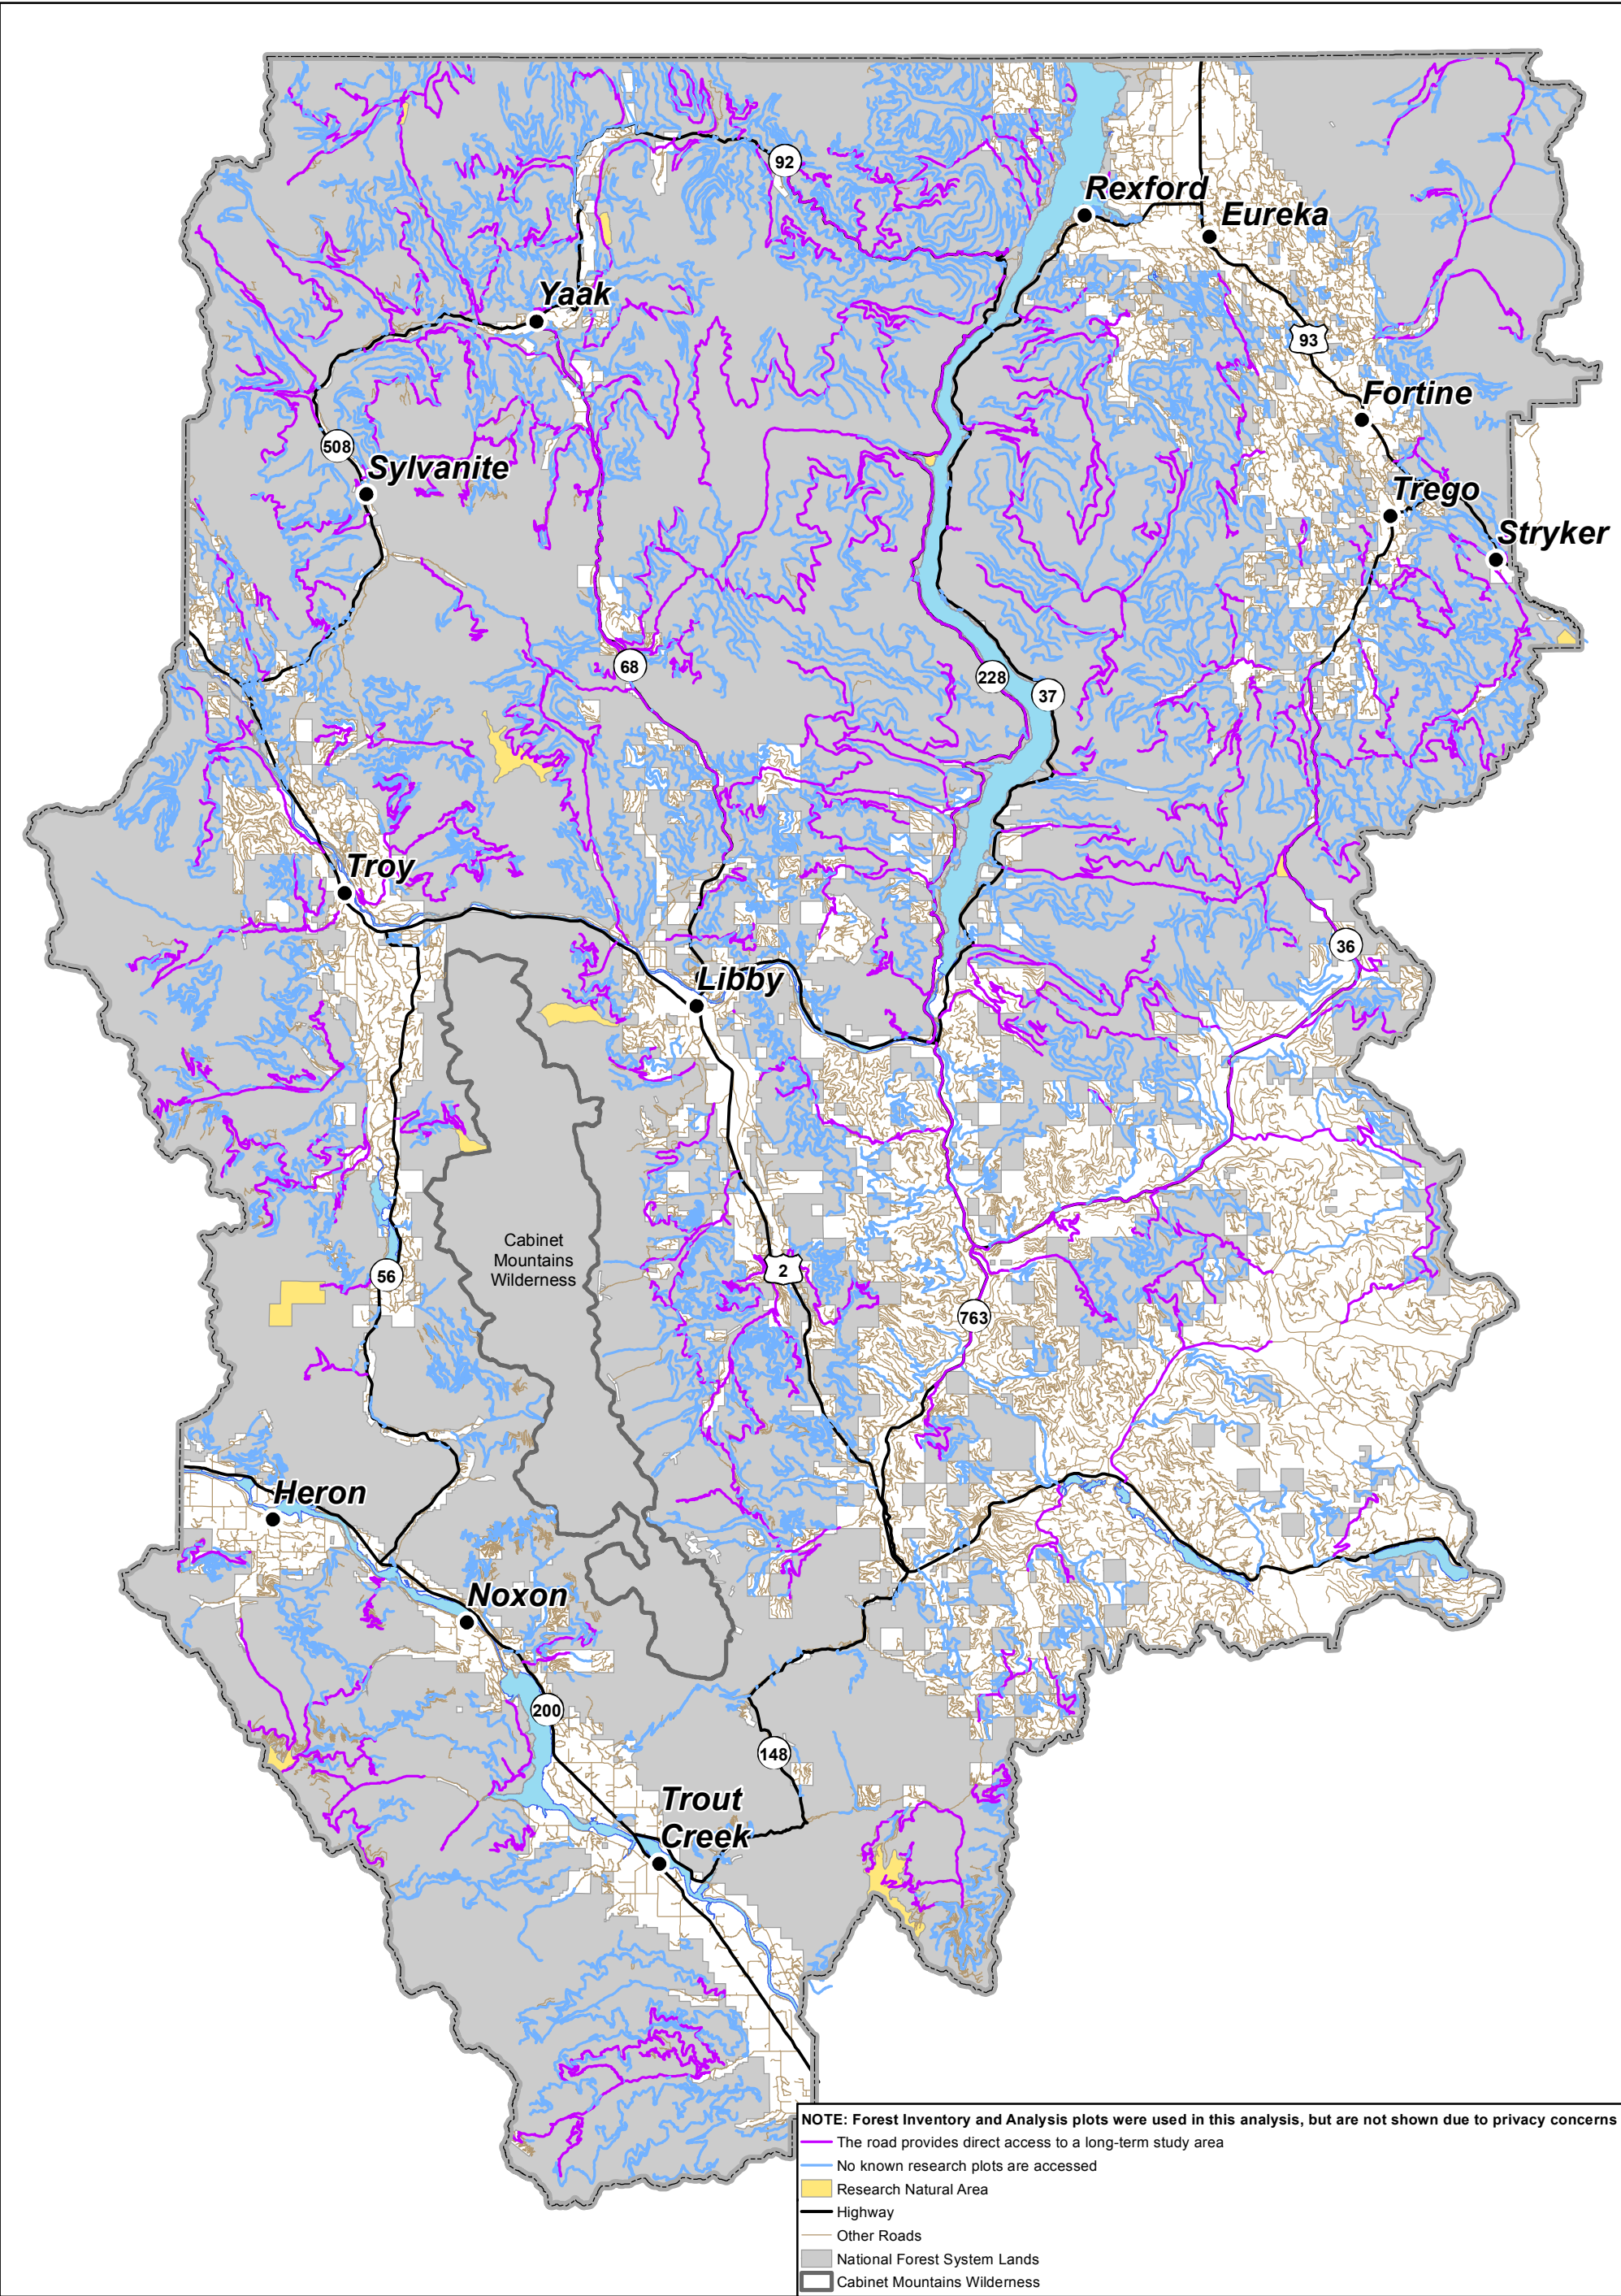 92
Rexford
Eureka
Yaak
93
Fortine
508
Sylvanite
Trego
Stryker
68
228
37
Troy
36
Libby
Cabinet
Mountains
Wilderness
56
2
763
Heron
Noxon
200
148
Trout
Creek
NOTE: Forest Inventory and Analysis plots were used in this analysis, but are not shown due to privacy concerns
The road provides direct access to a long-term study area
No known research plots are accessed
Research Natural Area
Highway
Other Roads
National Forest System Lands
Cabinet Mountains Wilderness